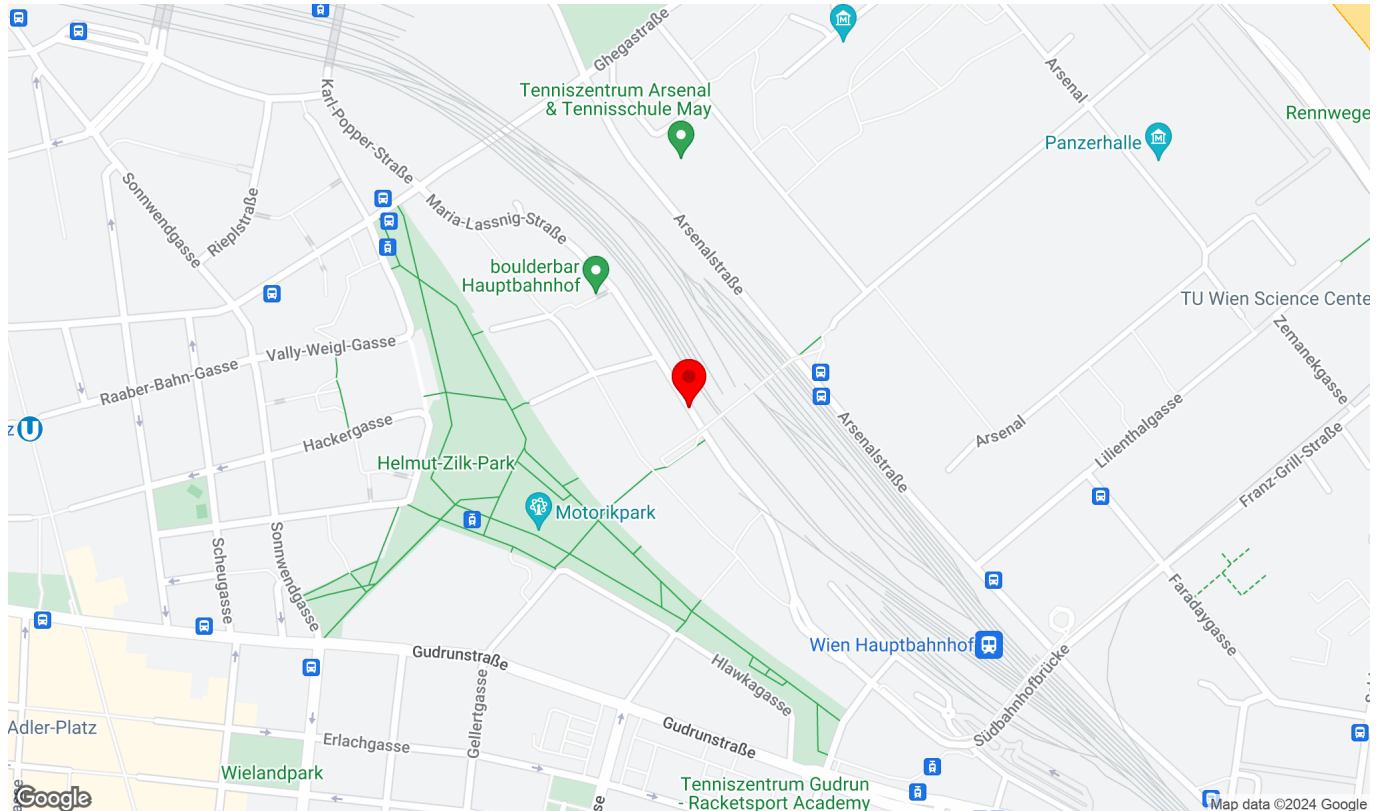 Ghegastraße
Arsenal
Tenniszentrum Arsenal
& Tennisschule May
Rennwege
Panzerhalle
Karl-Popper-Straße
Sonnwendgasse
Rieplstraße
Maria-Lassnig-Straße
Arsenalstraße
boulderbar
Hauptbahnhof
TU Wien Science Cente
Zemanekgasse
Vally-Weigl-Gasse
Raaber-Bahn-Gasse
z U
Hackergasse
Arsenal
Lilienthalgasse
Arsenalstraße
Franz-Grill-Straße
Helmut-Zilk-Park
Motorikpark
Scheugasse
Sonnwendgasse
Faradaygasse
Wien Hauptbahnhof
Gudrunstraße
Hlawkagasse
Südbahnhofbrücke
Gellertgasse
Adler-Platz
Erlachgasse
Gudrunstraße
Wielandpark
Tenniszentrum Gudrun
- Racketsport Academy
Google
Map data ©2024 Google